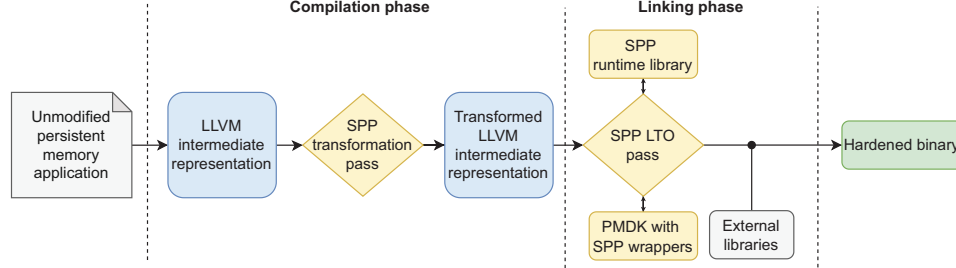 Compilation phase
Linking phase
Unmodified
persistent
memory
application
LLVM
intermediate
representation
SPP
transformation
pass
Transformed
LLVM
intermediate
representation
SPP
runtime library
SPP LTO
pass
PMDK with
SPP wrappers
External
libraries
Hardened binary